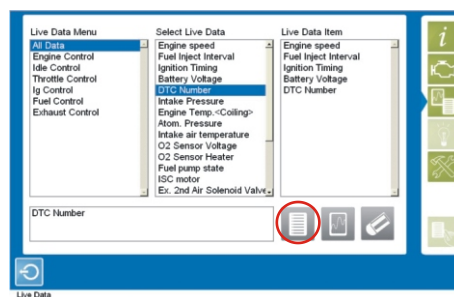 Live Data Menu
All Data
Engine Control
Idle Control
Throttle Control
Ig Control
Fuel Control
Exhaust Control
Select Live Data
Engine speed
Fuel Inject Interval
Ignition Timing
Battery Voltage
DTC Number
Intake Pressure
Engine Temp.<Coiling>
Atom. Pressure
Intake air temperature
O2 Sensor Voltage
O2 Sensor Heater
Fuel pump state
ISC motor
Ex. 2nd Air Solenoid Valve
Live Data Item
Engine speed
Fuel Inject Interval
Ignition Timing
Battery Voltage
DTC Number
DTC Number
i
Live Data